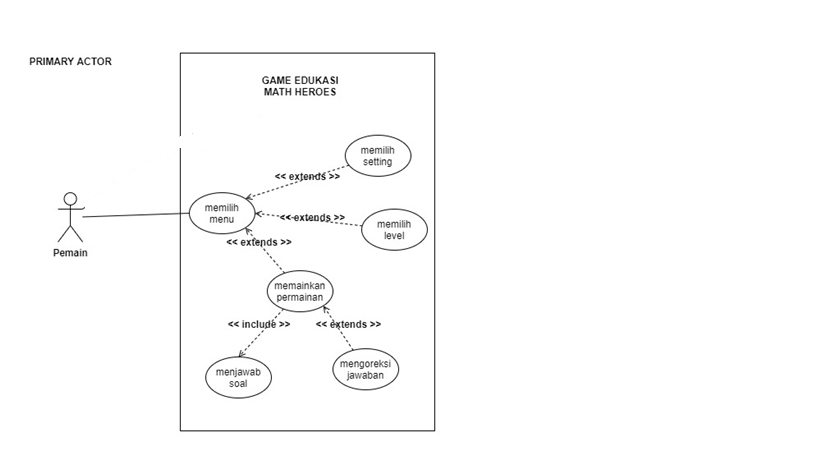 PRIMARY ACTOR
GAME EDUKASI
MATH HEROES
memilih
setting
<< extends >>
memilih
menu
<< extends >>
memilih
level
<< extends >>
Pemain
memainkan
permainan
<< include >>
<< extends >>
menjawab
soal
mengoreksi
jawaban